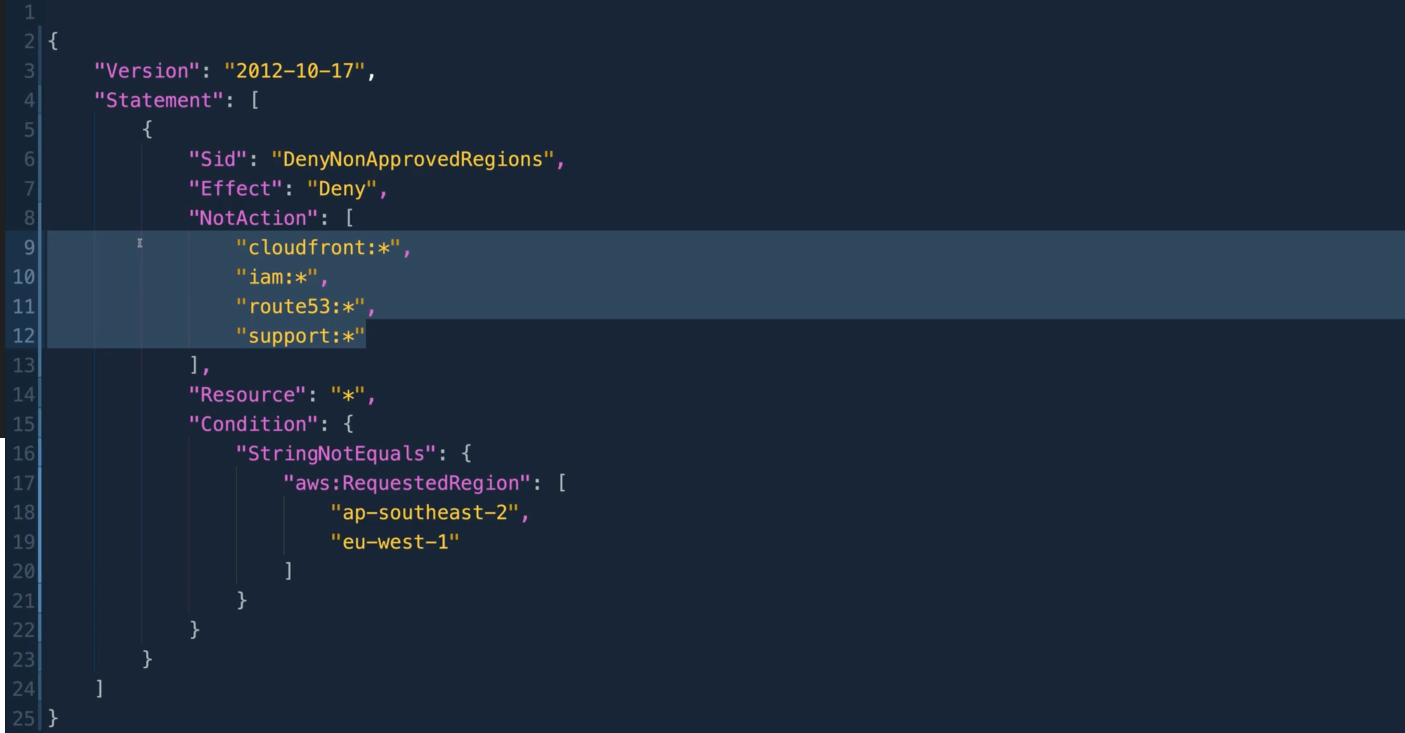 1
2 {
3     "Version": "2012-10-17",
4     "Statement": [
5         {
6             "Sid": "DenyNonApprovedRegions",
7             "Effect": "Deny",
8             "NotAction": [
9                 "cloudfront:*",
10                 "iam:*",
11                 "route53:*",
12                 "support:*"
13             ],
14             "Resource": "*",
15             "Condition": {
16                 "StringNotEquals": {
17                     "aws:RequestedRegion": [
18                         "ap-southeast-2",
19                         "eu-west-1"
20                     ]
21                 }
22             }
23         }
24     ]
25 }